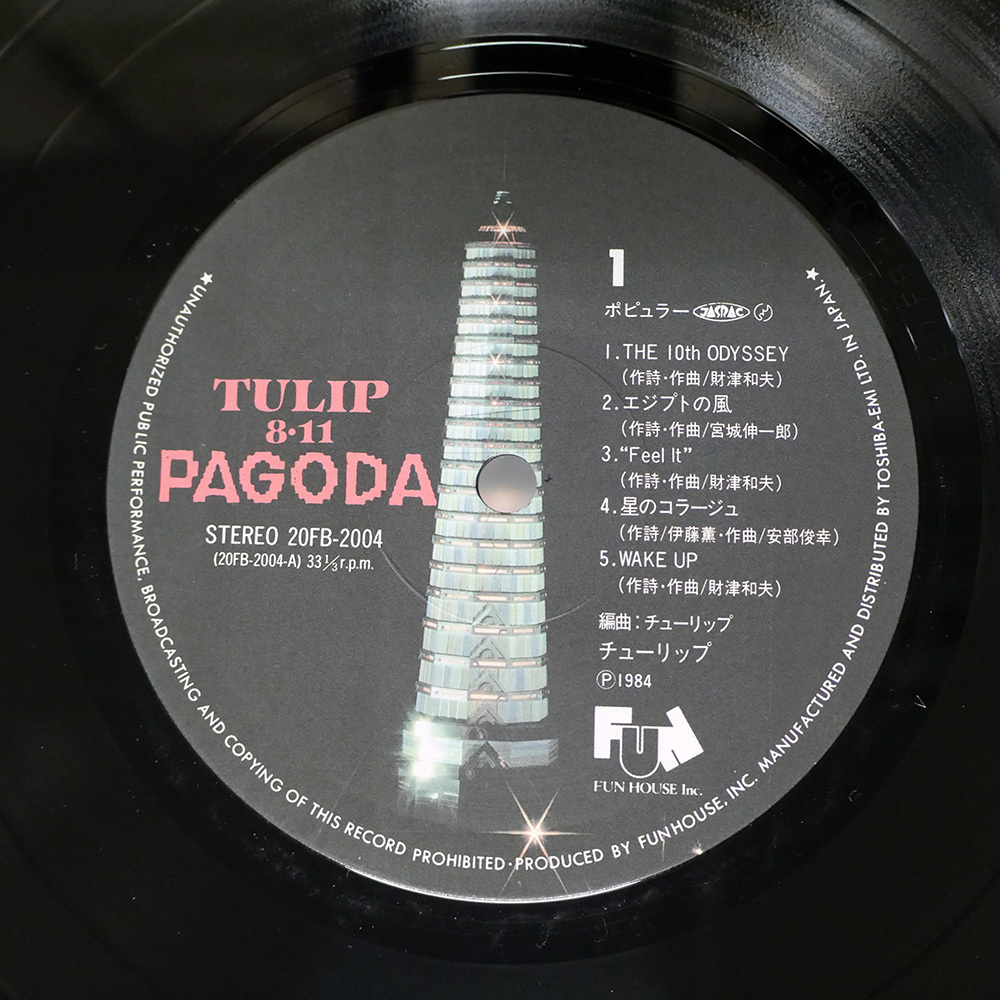 TULIP
8・11
PAGODA
STEREO 20FB-2004
(20FB-2004-A) 33⅓r.p.m.
1
ポピュラー JASRAC
1.THE 10th ODYSSEY
(作詩・作曲/財津和夫)
2.エジプトの風
(作詩・作曲/宮城伸一郎)
3.“Feel It”
(作詩・作曲/財津和夫)
4.星のコラージュ
(作詩/伊藤薫・作曲/安部俊幸)
5.WAKE UP
(作詩・作曲/財津和夫)
編曲：チューリップ
チューリップ
Ⓟ1984
FUN
FUN HOUSE Inc.
★UNAUTHORIZED PUBLIC PERFORMANCE, BROADCASTING AND COPYING OF THIS RECORD PROHIBITED・PRODUCED BY FUN HOUSE, INC. MANUFACTURED AND DISTRIBUTED BY TOSHIBA-EMI LTD. IN JAPAN.★